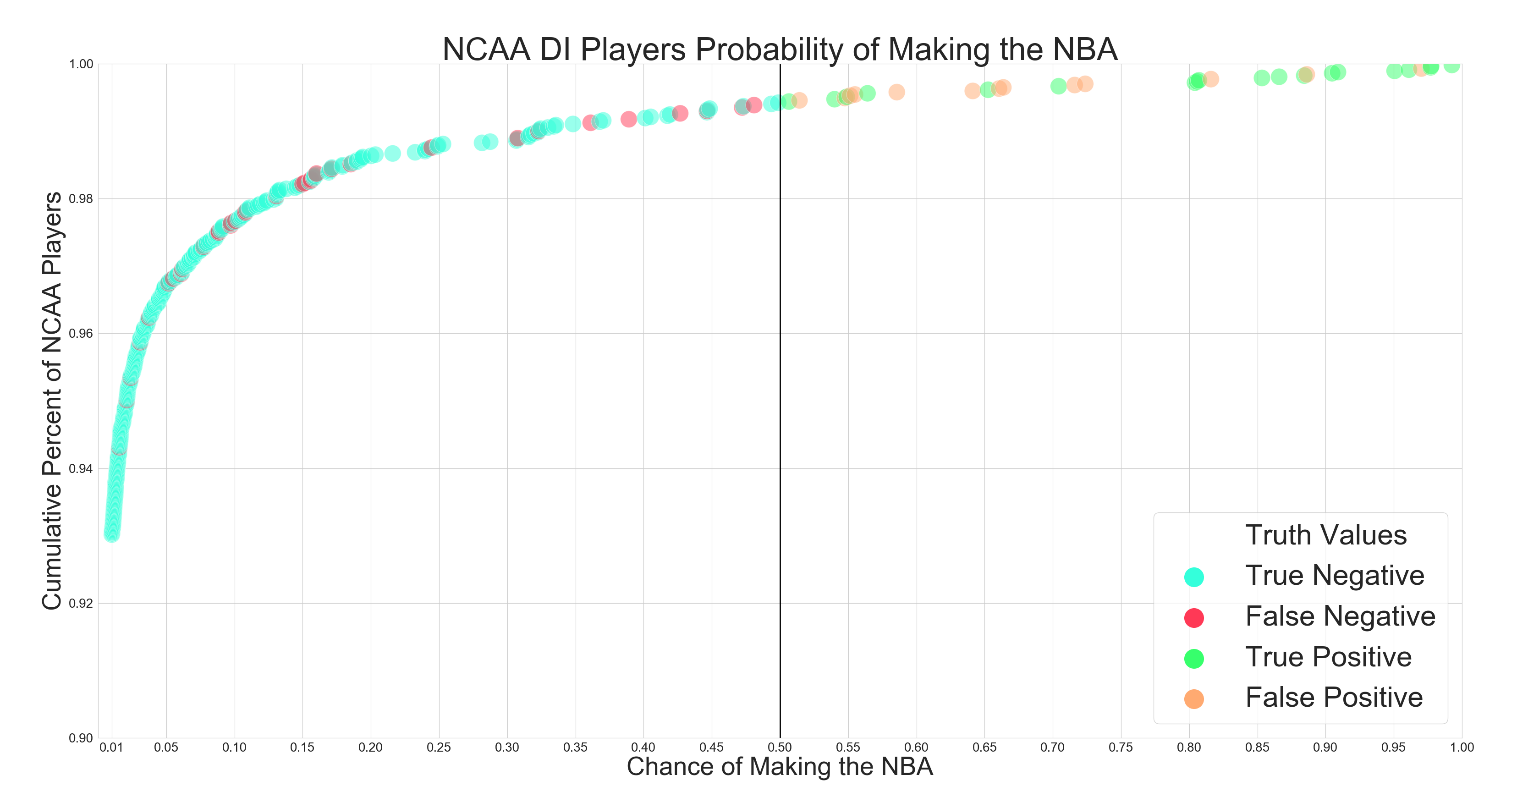 NCAA DI Players Probability of Making the NBA
Cumulative Percent of NCAA Players
1.00
0.98
0.96
0.94
0.92
0.90
Truth Values
True Negative
False Negative
True Positive
False Positive
0.01 0.05 0.10 0.15 0.20 0.25 0.30 0.35 0.40 0.45 0.50 0.55 0.60 0.65 0.70 0.75 0.80 0.85 0.90 0.95 1.00
Chance of Making the NBA